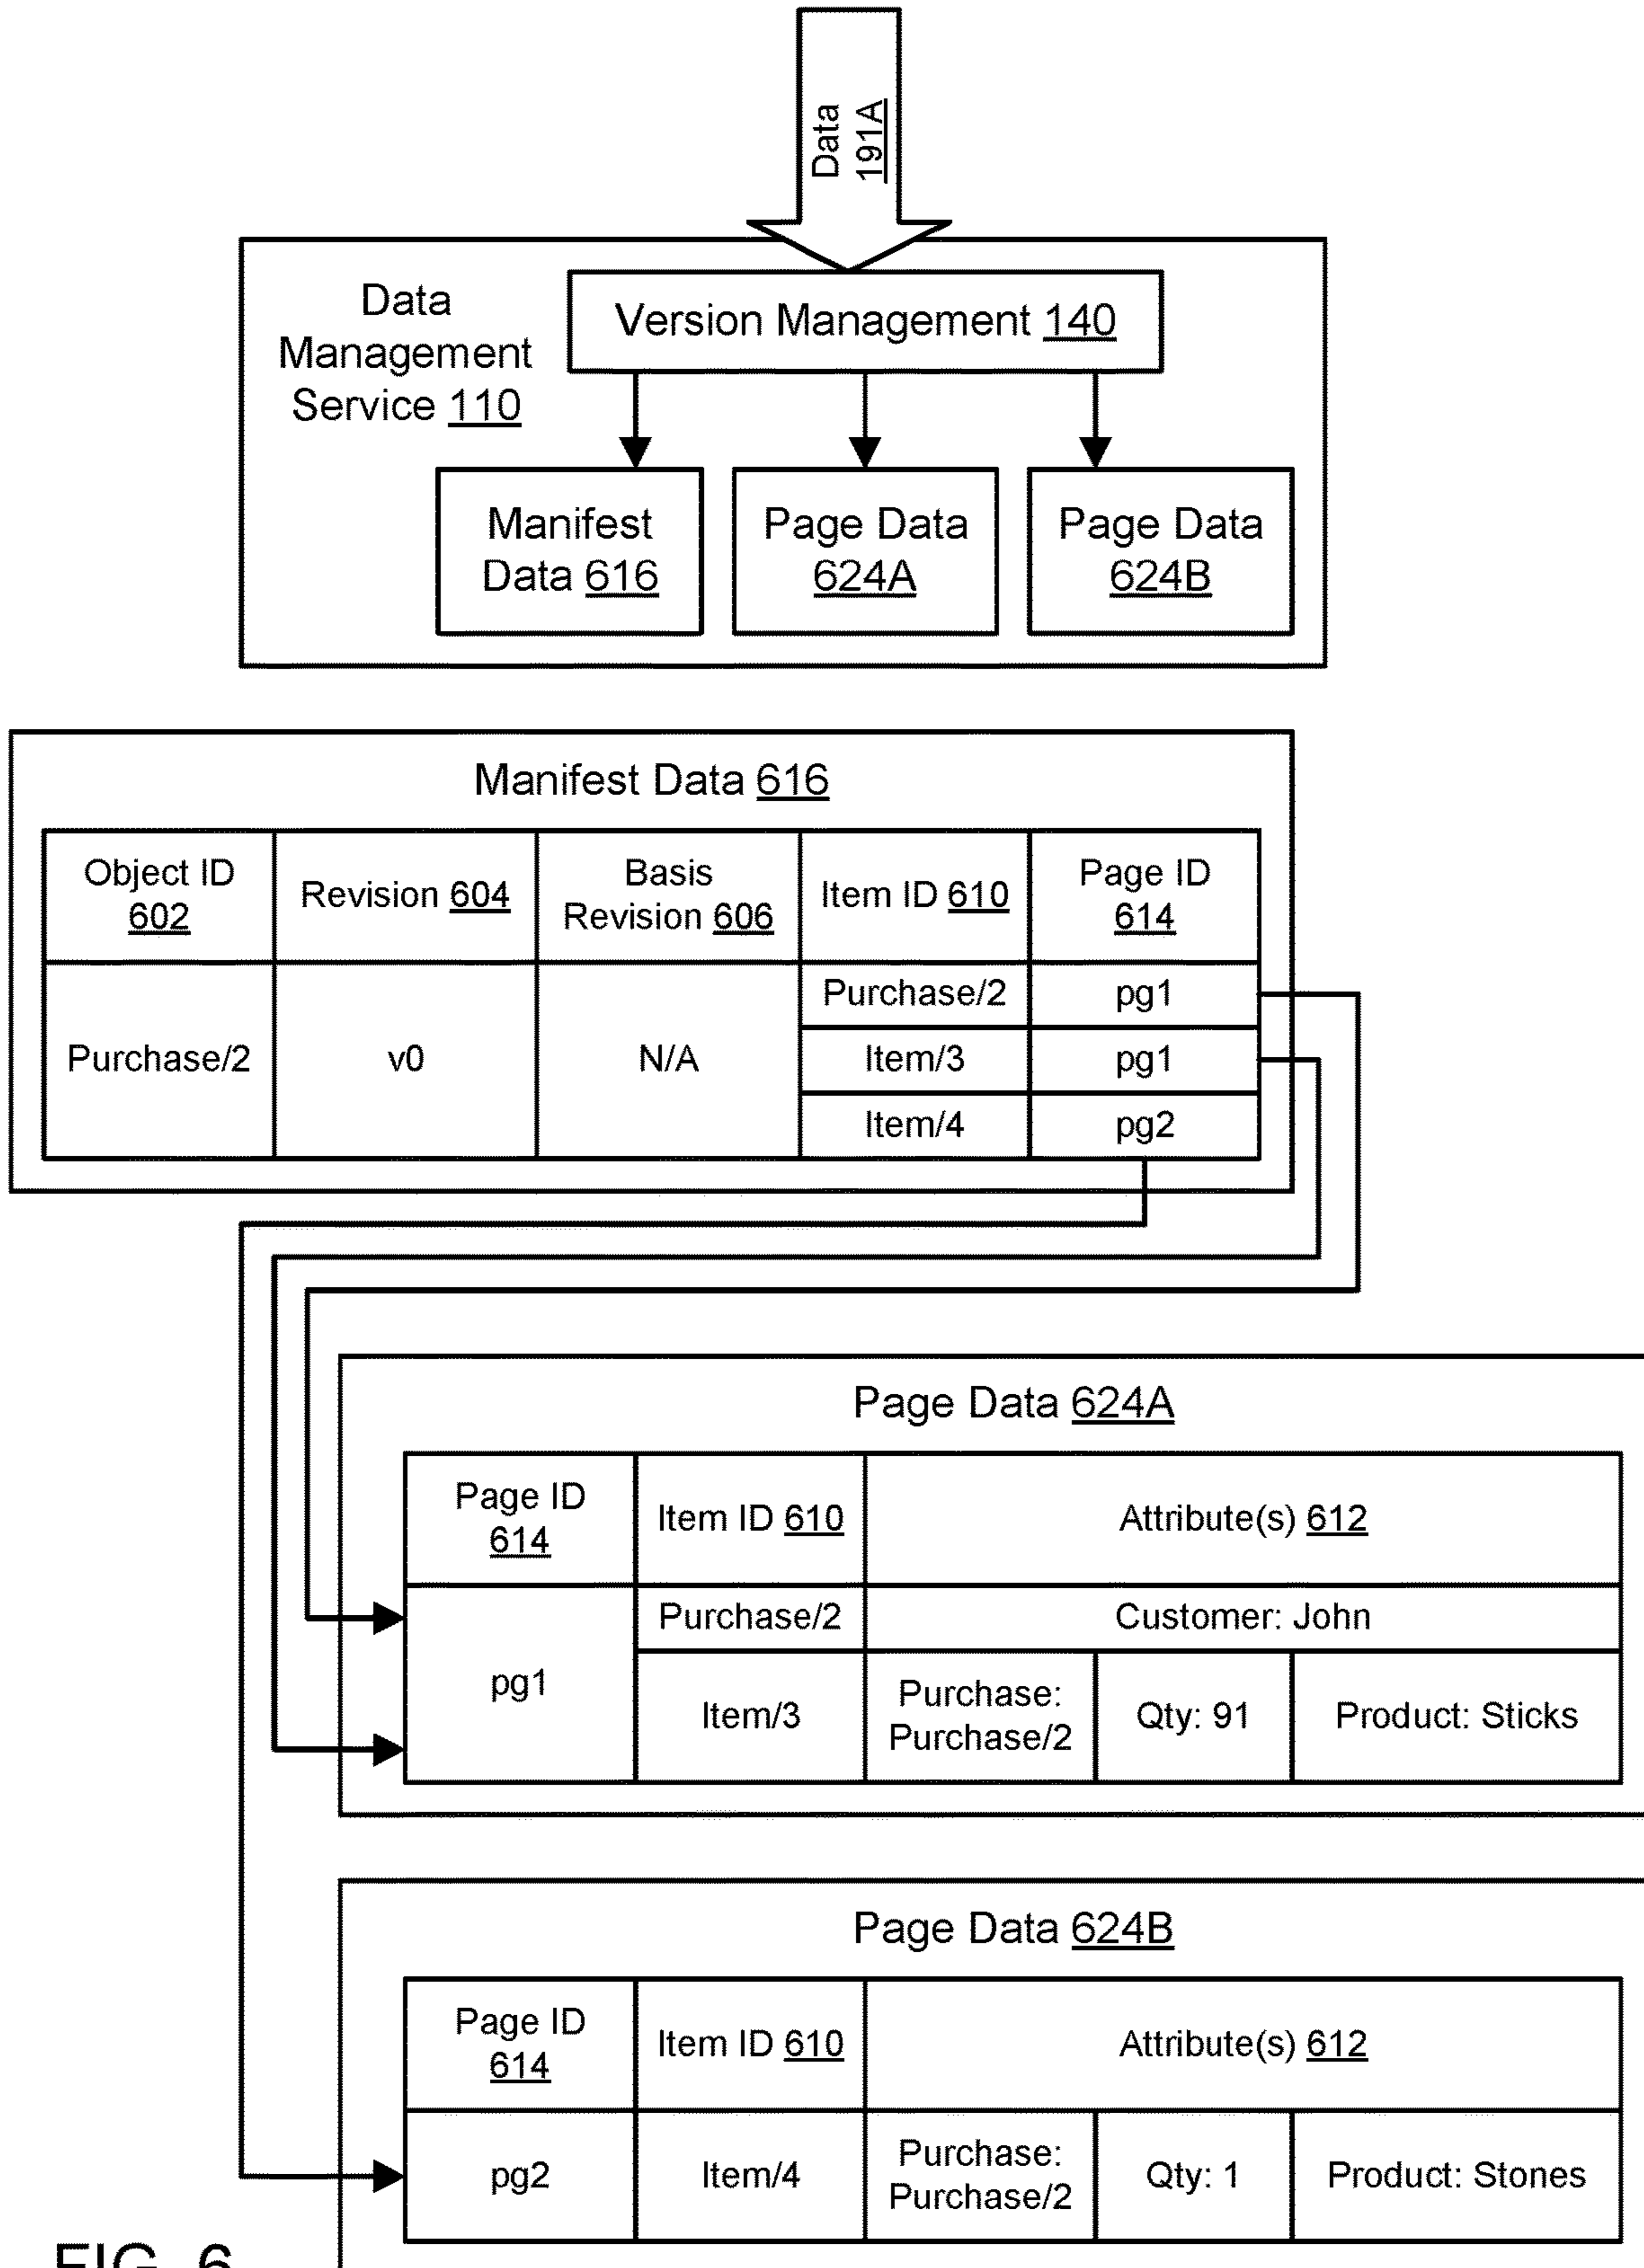 Data
191A
Data
Management
Service 110
Version Management 140
Manifest
Data 616
Page Data
624A
Page Data
624B
Manifest Data 616
Object ID
602
Revision 604
Basis
Revision 606
Item ID 610
Page ID
614
Purchase/2
v0
N/A
Purchase/2
pg1
Item/3
pg1
Item/4
pg2
Page Data 624A
Page ID
614
Item ID 610
Attribute(s) 612
pg1
Purchase/2
Customer: John
Item/3
Purchase:
Purchase/2
Qty: 91
Product: Sticks
Page Data 624B
Page ID
614
Item ID 610
Attribute(s) 612
pg2
Item/4
Purchase:
Purchase/2
Qty: 1
Product: Stones
FIG. 6